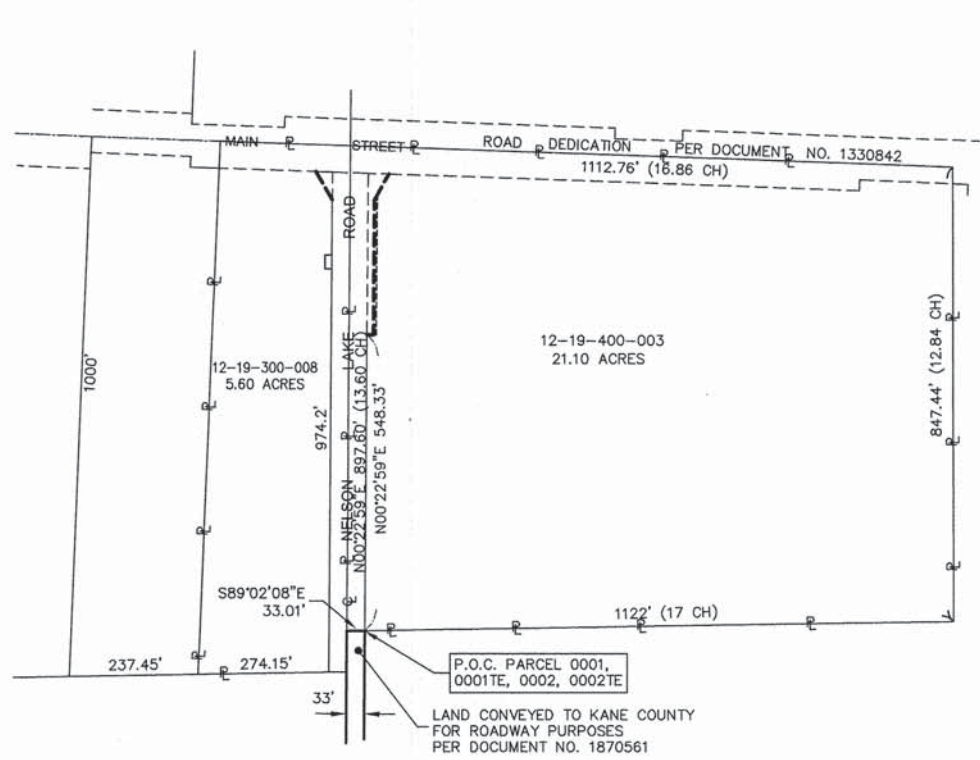 MAIN STREET ROAD DEDICATION PER DOCUMENT NO. 1330842
1112.76' (16.86 CH)
NELSON LAKE ROAD
12-19-400-003
21.10 ACRES
847.44' (12.84 CH)
1000'
12-19-300-008
5.60 ACRES
974.2'
N00°22'59"E 897.60' (13.60 CH)
N00°22'59"E 548.33'
S89°02'08"E
33.01'
1122' (17 CH)
237.45'
274.15'
33'
P.O.C. PARCEL 0001,
0001TE, 0002, 0002TE
LAND CONVEYED TO KANE COUNTY
FOR ROADWAY PURPOSES
PER DOCUMENT NO. 1870561